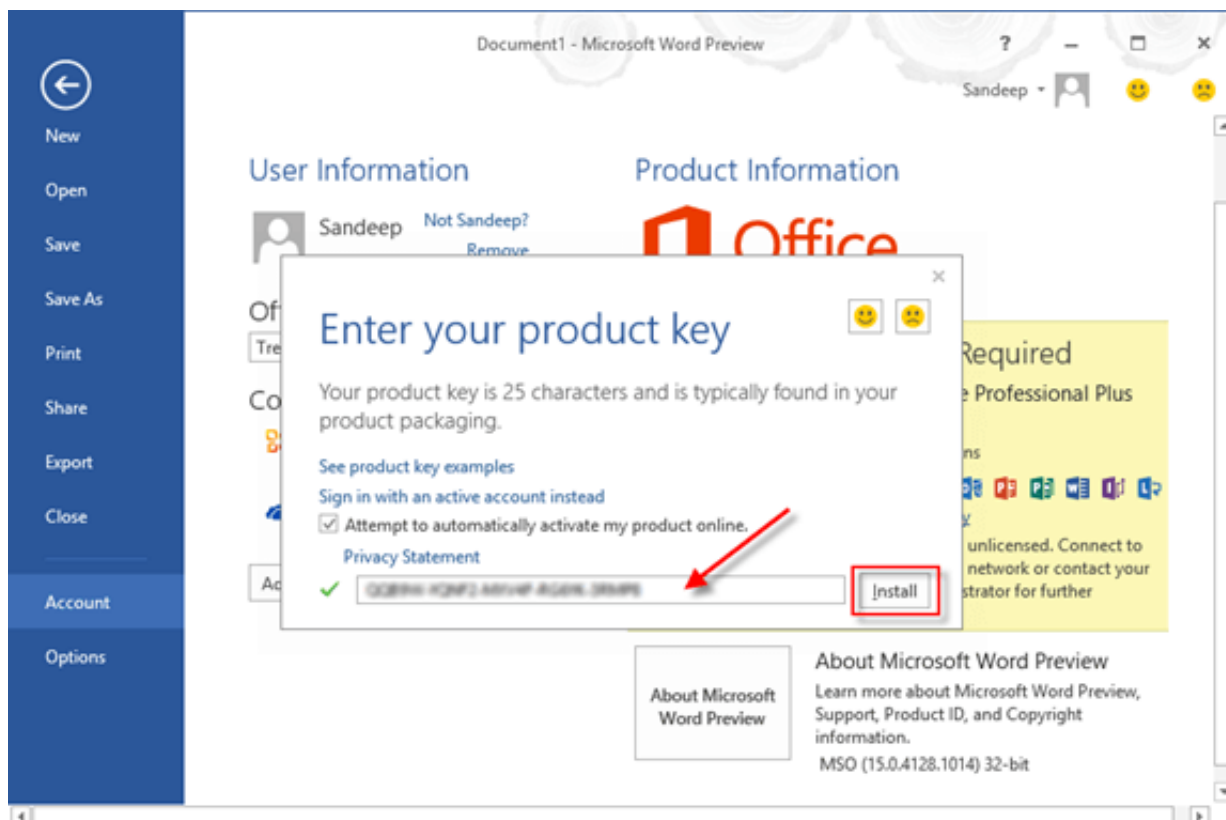 Document1 - Microsoft Word Preview
?
Sandeep
New
Open
Save
Save As
Print
Share
Export
Close
Account
Options
User Information
Sandeep
Not Sandeep?
Remove
Product Information
Office
Enter your product key
Your product key is 25 characters and is typically found in your
product packaging.
See product key examples
Sign in with an active account instead
Attempt to automatically activate my product online.
Privacy Statement
Install
Required
Professional Plus
unlicensed. Connect to
network or contact your
for further
About Microsoft
Word Preview
About Microsoft Word Preview
Learn more about Microsoft Word Preview,
Support, Product ID, and Copyright
information.
MSO (15.0.4128.1014) 32-bit